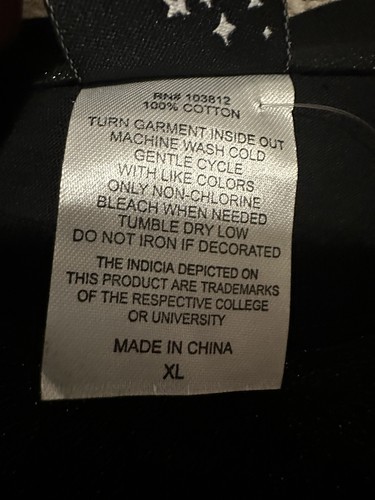 RN# 103812
100% COTTON
TURN GARMENT INSIDE OUT
MACHINE WASH COLD
GENTLE CYCLE
WITH LIKE COLORS
ONLY NON-CHLORINE
BLEACH WHEN NEEDED
TUMBLE DRY LOW
DO NOT IRON IF DECORATED
THE INDICIA DEPICTED ON
THIS PRODUCT ARE TRADEMARKS
OF THE RESPECTIVE COLLEGE
OR UNIVERSITY
MADE IN CHINA
XL